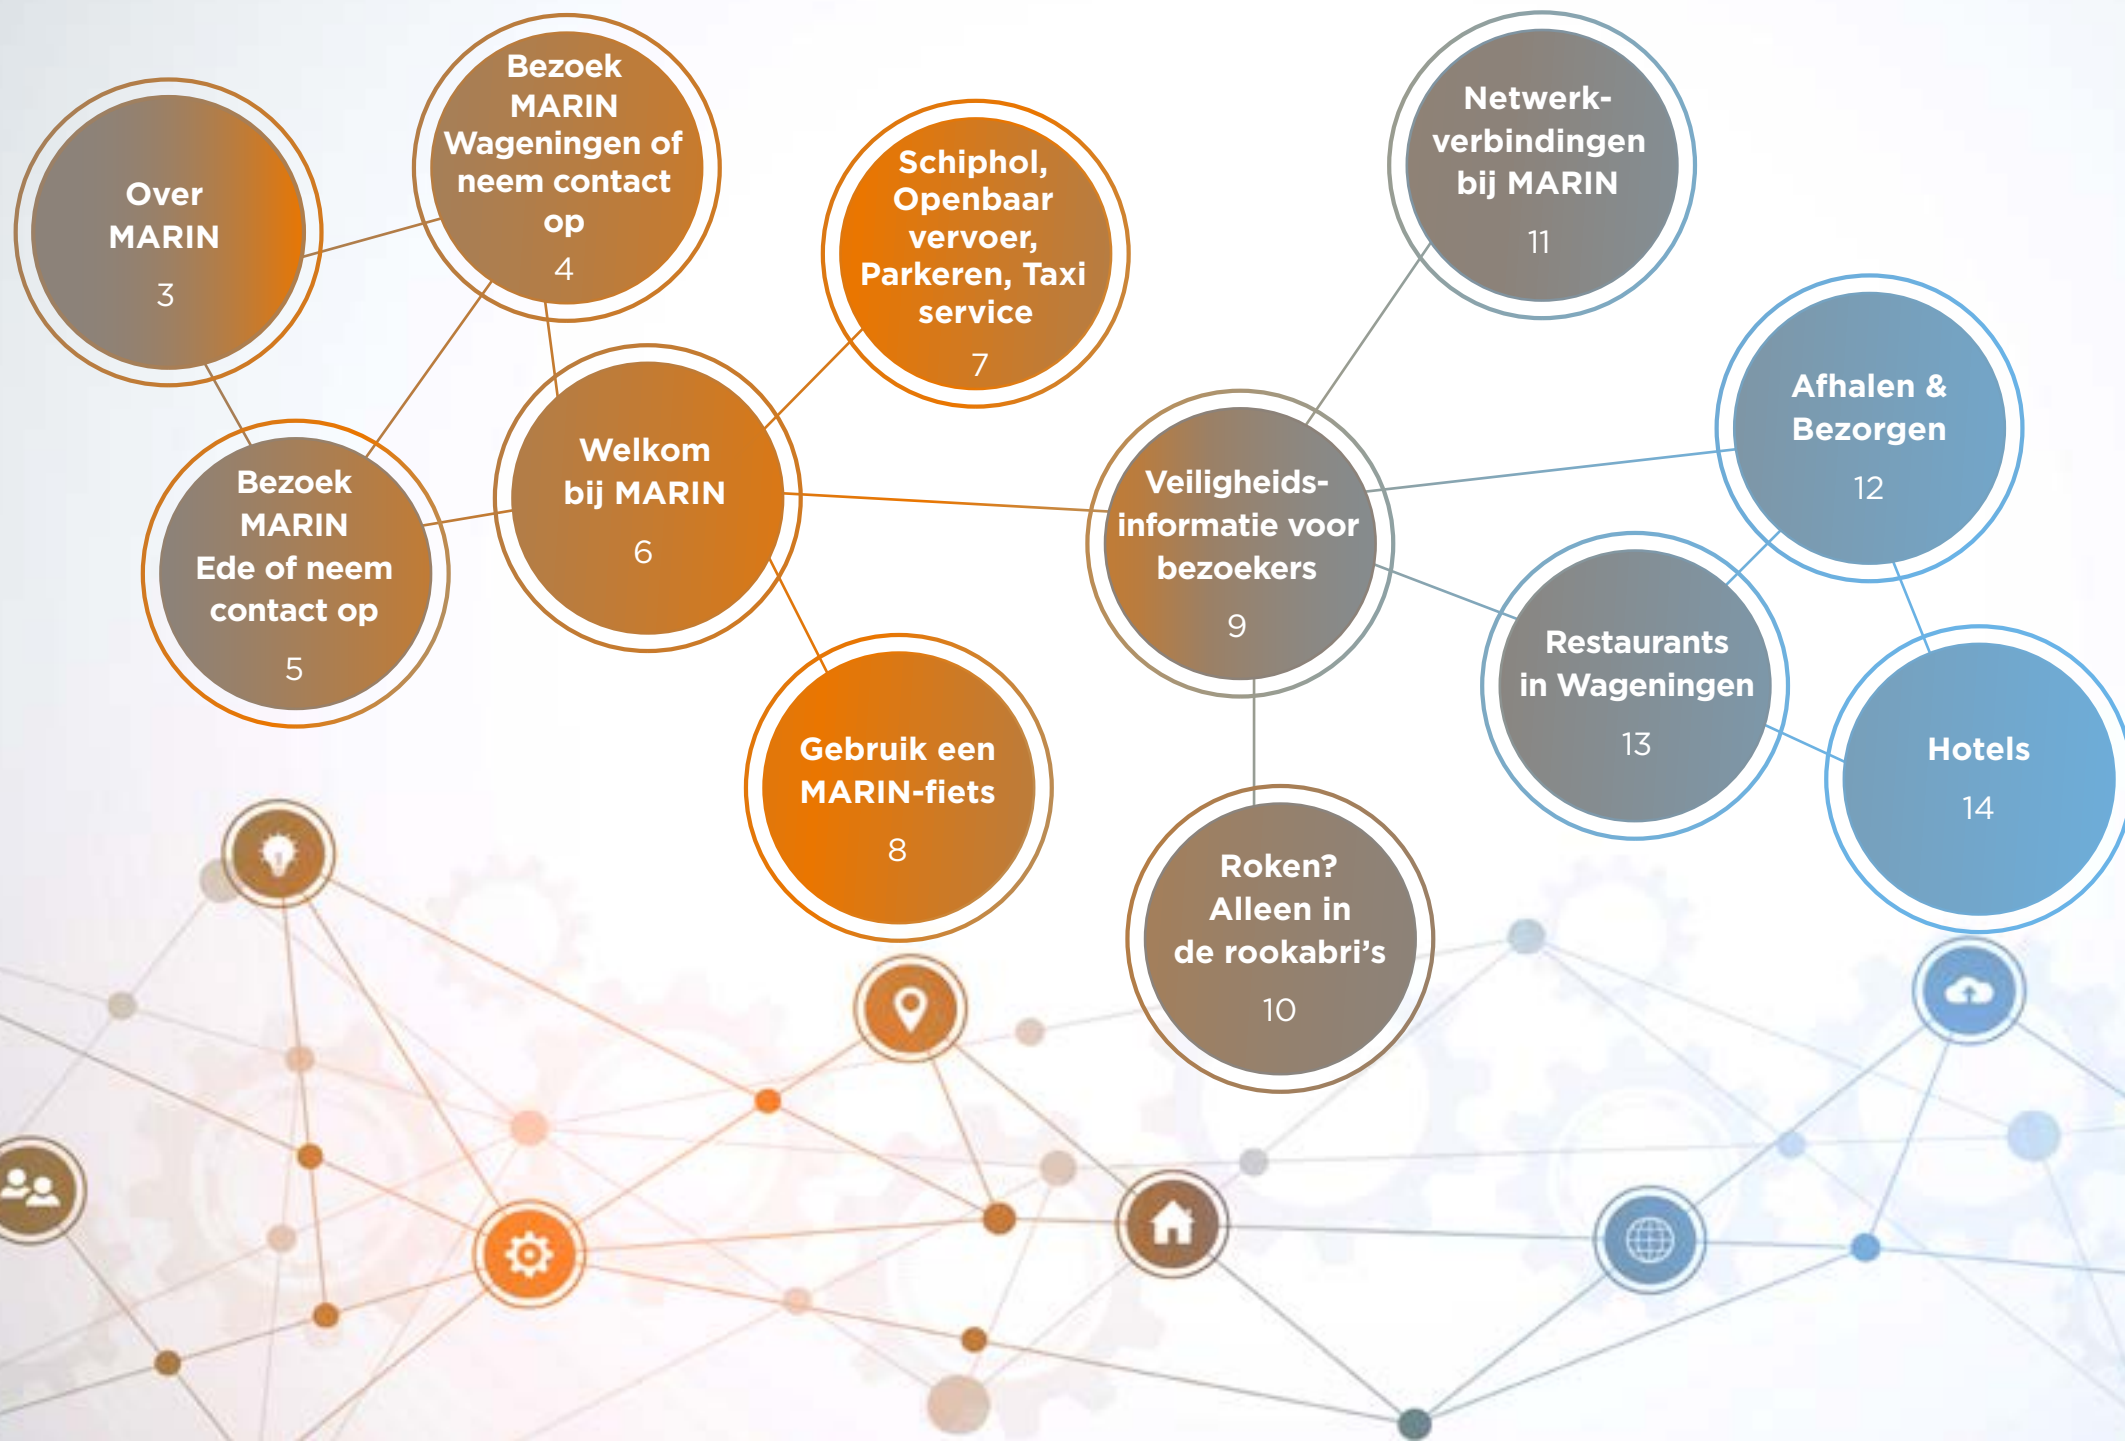 Over
MARIN
3
Bezoek
MARIN
Wageningen of
neem contact
op
4
Bezoek
MARIN
Ede of neem
contact op
5
Welkom
bij MARIN
6
Schiphol,
Openbaar
vervoer,
Parkeren, Taxi
service
7
Gebruik een
MARIN-fiets
8
Veiligheids-
informatie voor
bezoekers
9
Roken?
Alleen in
de rookabri's
10
Netwerk-
verbindingen
bij MARIN
11
Afhalen &
Bezorgen
12
Restaurants
in Wageningen
13
Hotels
14